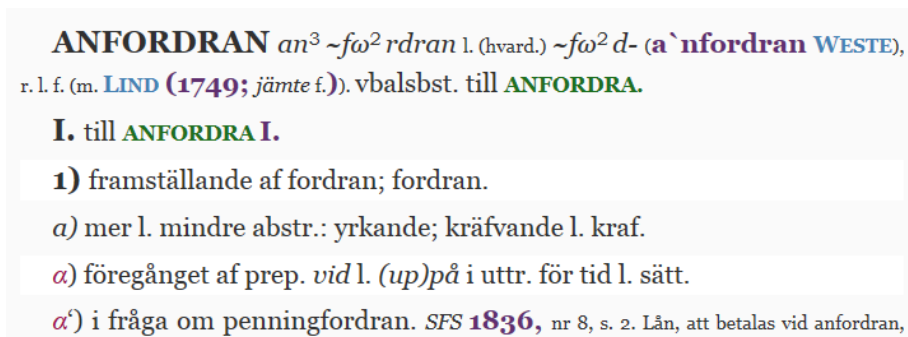 ANFORDRAN an³ ~fω² rdran l. (hvard.) ~fω² d- (a`nfordran WESTE),
r. l. f. (m. LIND (1749; jämte f.)). vbalsbst. till ANFORDRA.
I. till ANFORDRA I.
1) framställande af fordran; fordran.
a) mer l. mindre abstr.: yrkande; kräfvande l. kraf.
α) föregånget af prep. vid l. (up)på i uttr. för tid l. sätt.
α‘) i fråga om penningfordran. SFS 1836, nr 8, s. 2. Lån, att betalas vid anfordran,